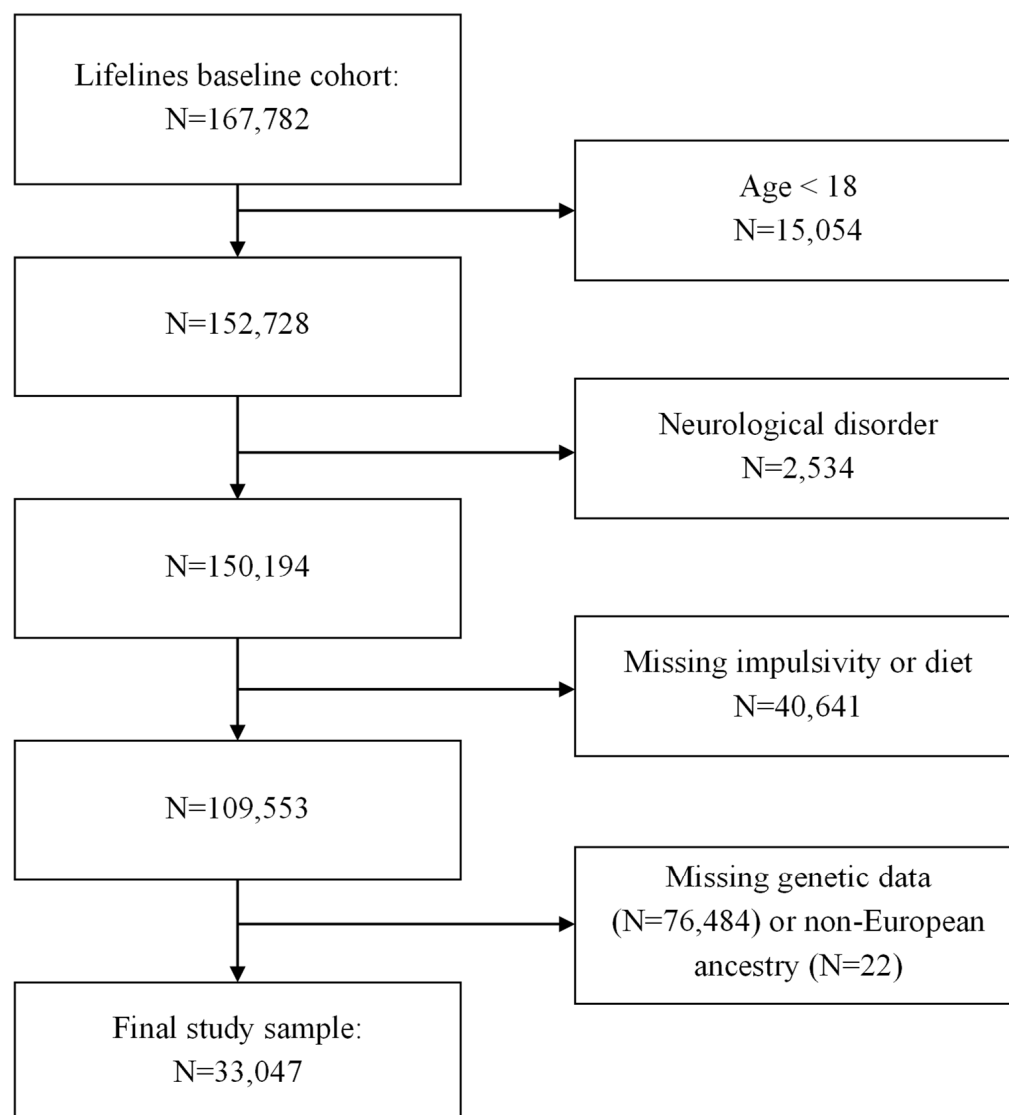 Lifelines baseline cohort:
N=167,782
Age < 18
N=15,054
N=152,728
Neurological disorder
N=2,534
N=150,194
Missing impulsivity or diet
N=40,641
N=109,553
Missing genetic data
(N=76,484) or non-European
ancestry (N=22)
Final study sample:
N=33,047